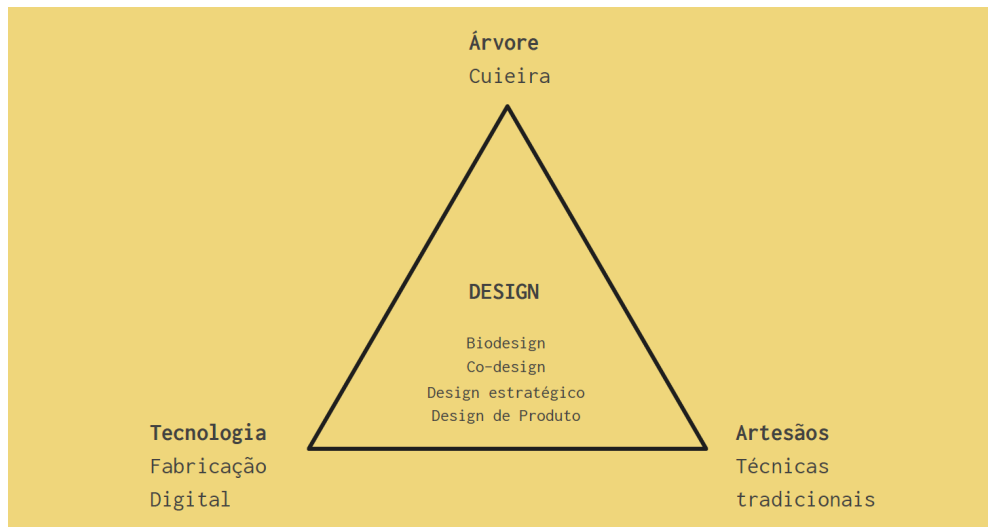 Árvore
Cuieira
DESIGN
Biodesign
Co-design
Design estratégico
Design de Produto
Tecnologia
Fabricação
Digital
Artesãos
Técnicas
tradicionais